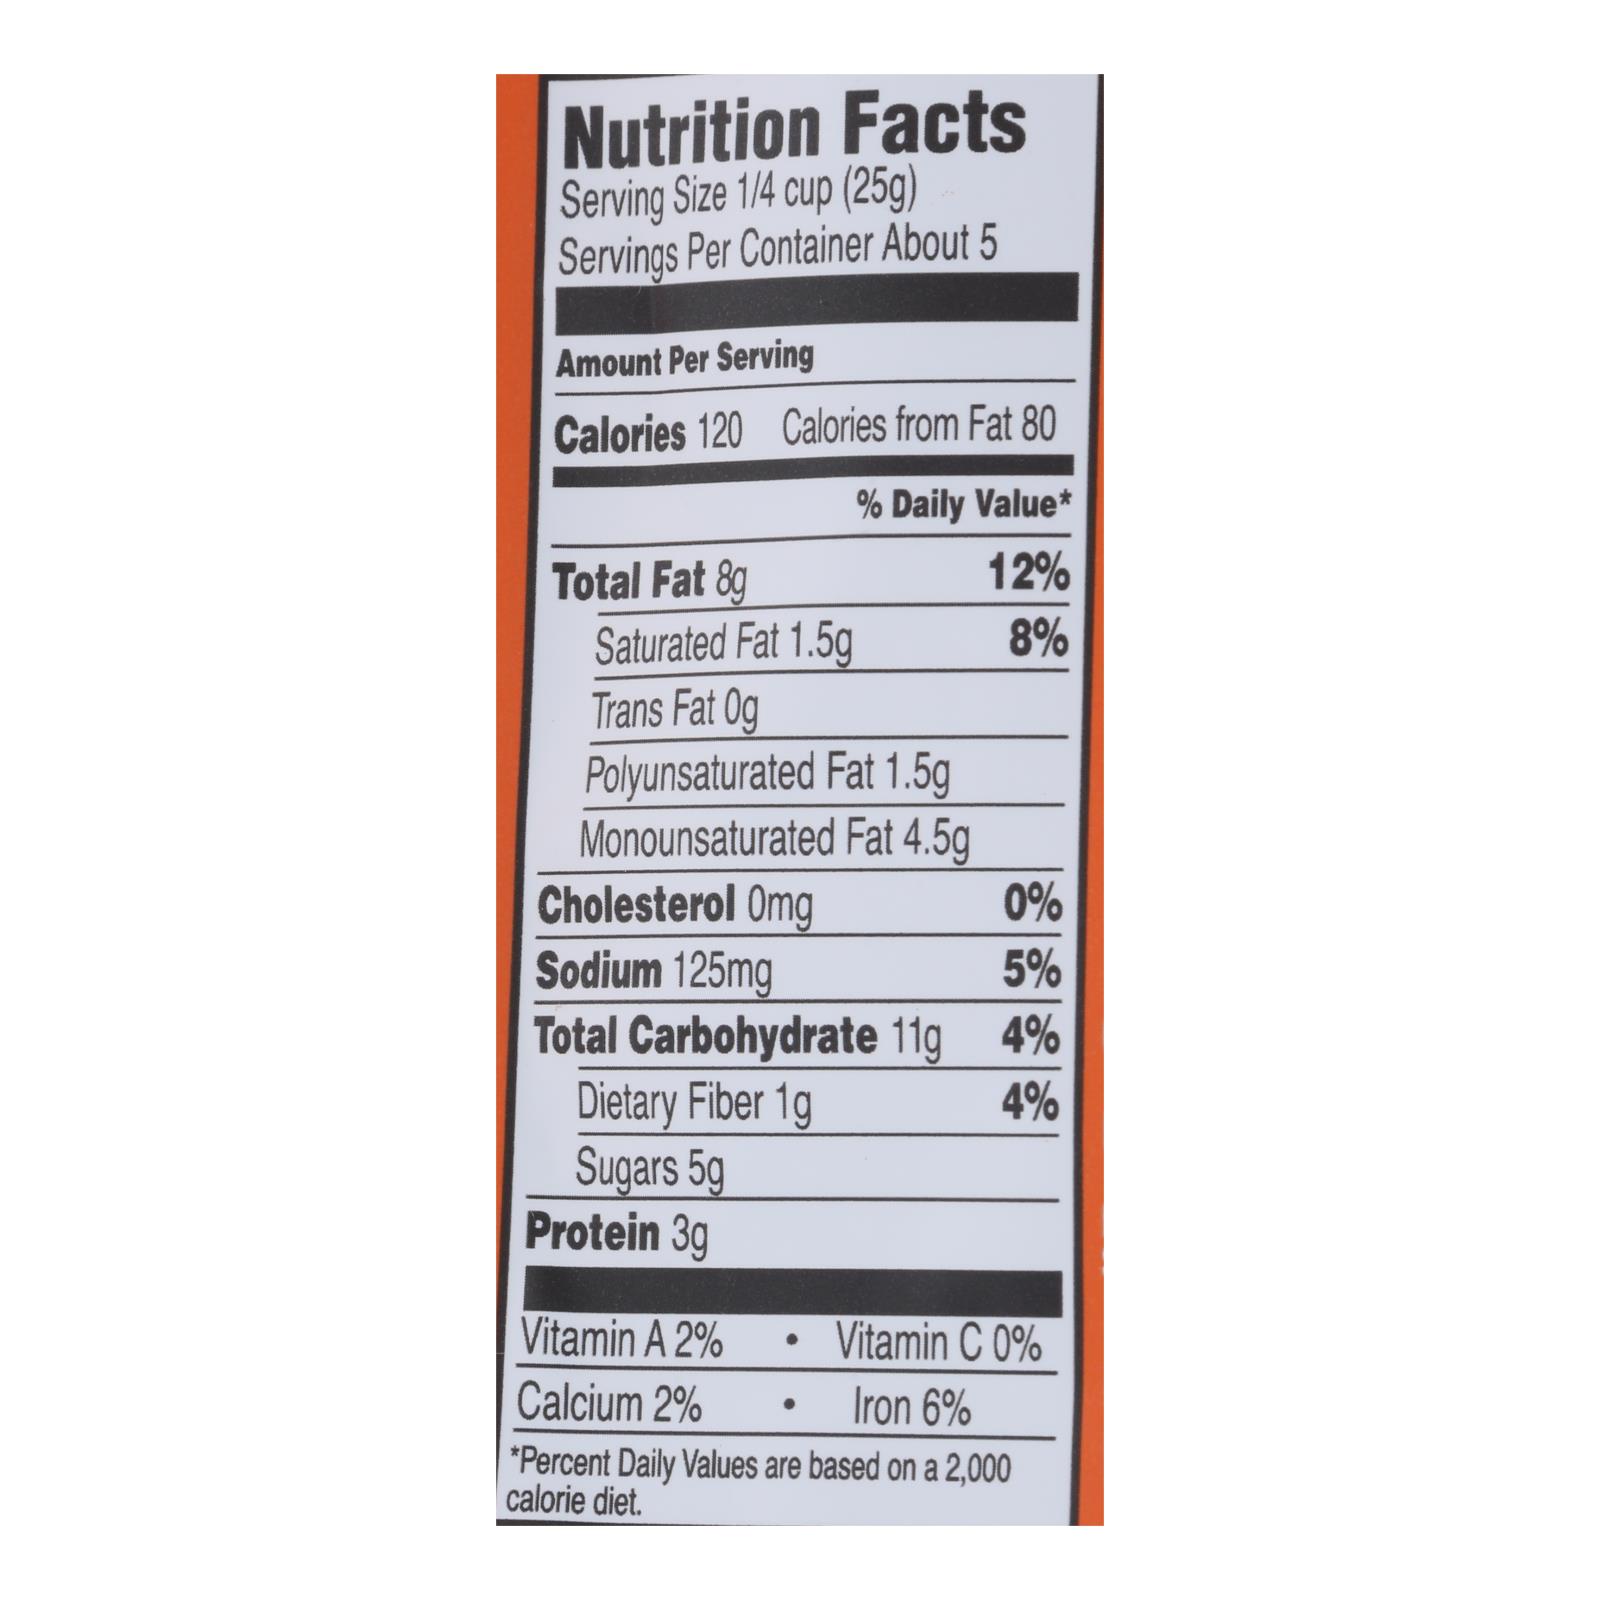 Nutrition Facts
Serving Size 1/4 cup (25g)
Servings Per Container About 5
Amount Per Serving
Calories 120 Calories from Fat 80
% Daily Value*
Total Fat 8g 12%
Saturated Fat 1.5g 8%
Trans Fat 0g
Polyunsaturated Fat 1.5g
Monounsaturated Fat 4.5g
Cholesterol 0mg 0%
Sodium 125mg 5%
Total Carbohydrate 11g 4%
Dietary Fiber 1g 4%
Sugars 5g
Protein 3g
Vitamin A 2% • Vitamin C 0%
Calcium 2% • Iron 6%
*Percent Daily Values are based on a 2,000
calorie diet.